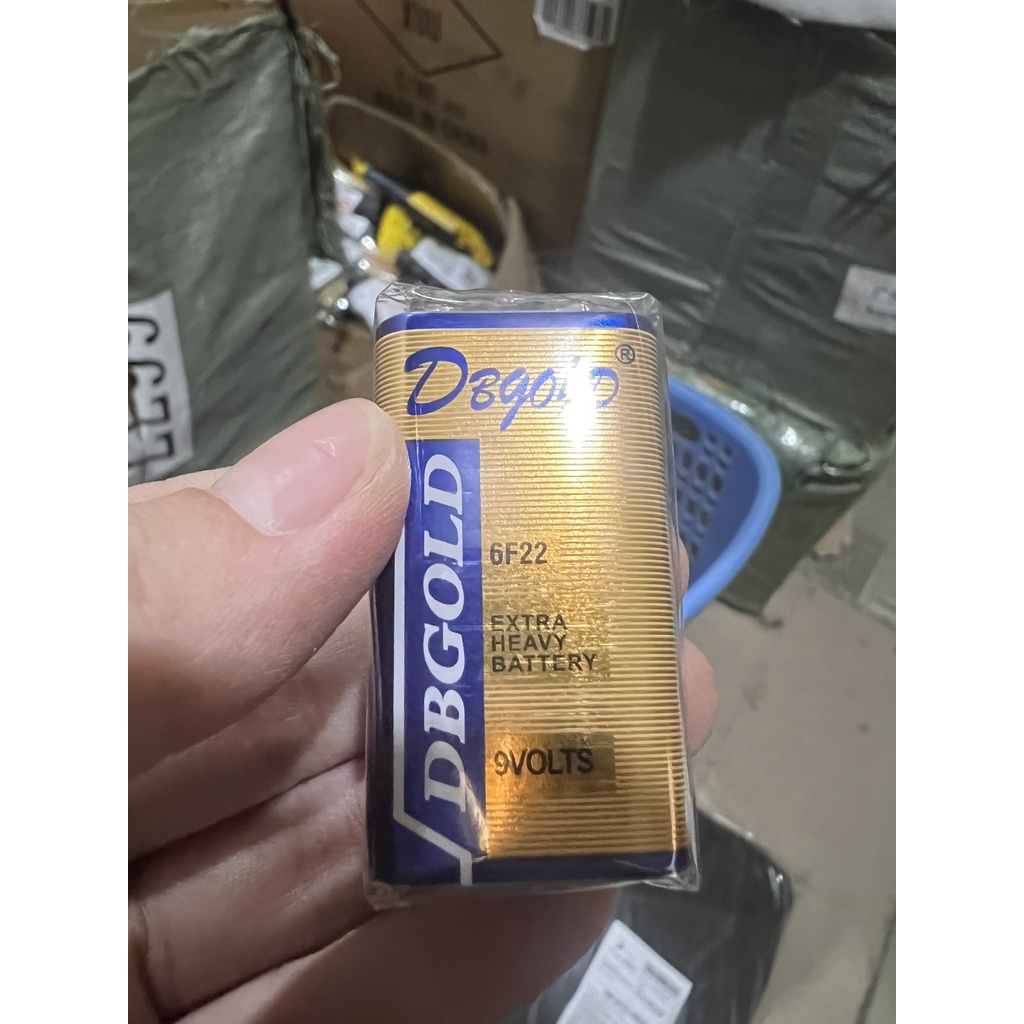 DBgOLD®
DBGOLD
6F22
EXTRA
HEAVY
BATTERY
9VOLTS